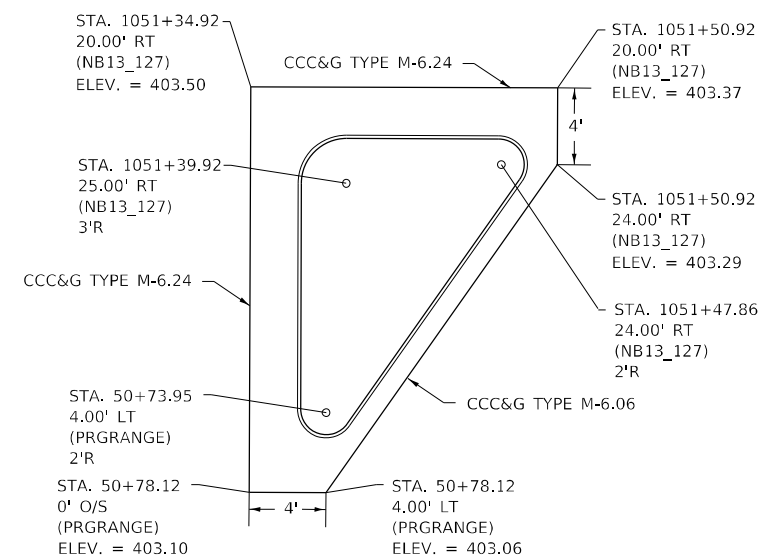 STA. 1051+34.92
20.00' RT
(NB13_127)
ELEV. = 403.50
CCC&G TYPE M-6.24
STA. 1051+50.92
20.00' RT
(NB13_127)
ELEV. = 403.37
4'
STA. 1051+39.92
25.00' RT
(NB13_127)
3'R
STA. 1051+50.92
24.00' RT
(NB13_127)
ELEV. = 403.29
CCC&G TYPE M-6.24
STA. 1051+47.86
24.00' RT
(NB13_127)
2'R
STA. 50+73.95
4.00' LT
(PRGRANGE)
2'R
CCC&G TYPE M-6.06
STA. 50+78.12
0' O/S
(PRGRANGE)
ELEV. = 403.10
4'
STA. 50+78.12
4.00' LT
(PRGRANGE)
ELEV. = 403.06